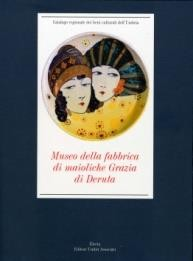 Catalogo regionale dei beni culturali dell'Umbria
Museo della fabbrica
di maioliche Grazia
di Deruta
Electa
Editori Umbri Associati